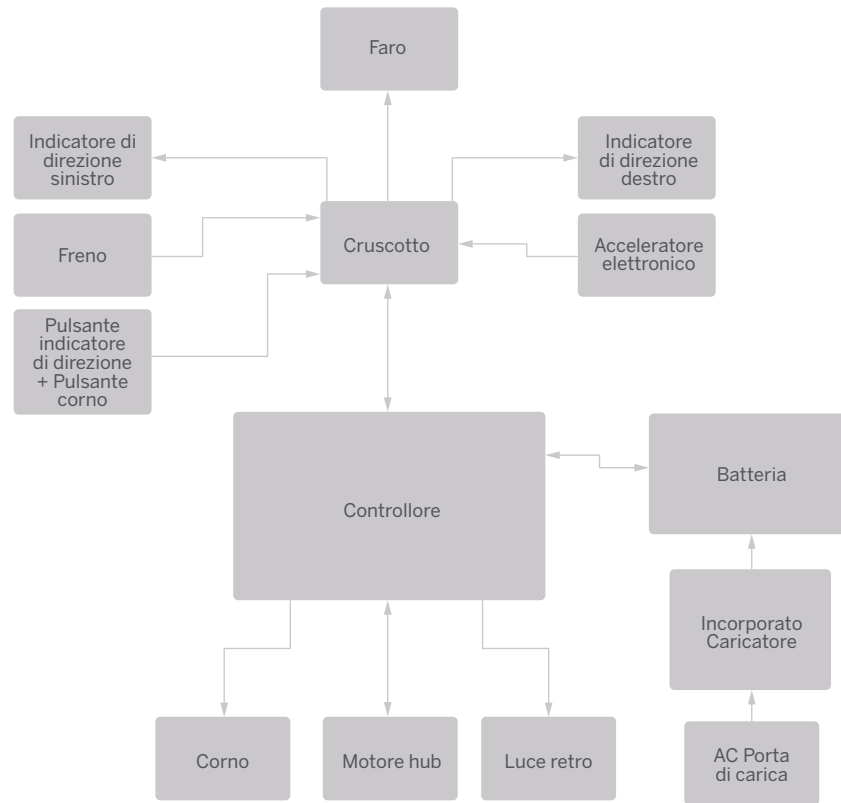 Faro
Indicatore di
direzione
sinistro
Indicatore
di direzione
destro
Freno
Cruscotto
Acceleratore
elettronico
Pulsante
indicatore
di direzione
+ Pulsante
corno
Controllore
Batteria
Incorporato
Caricatore
Corno
Motore hub
Luce retro
AC Porta
di carica